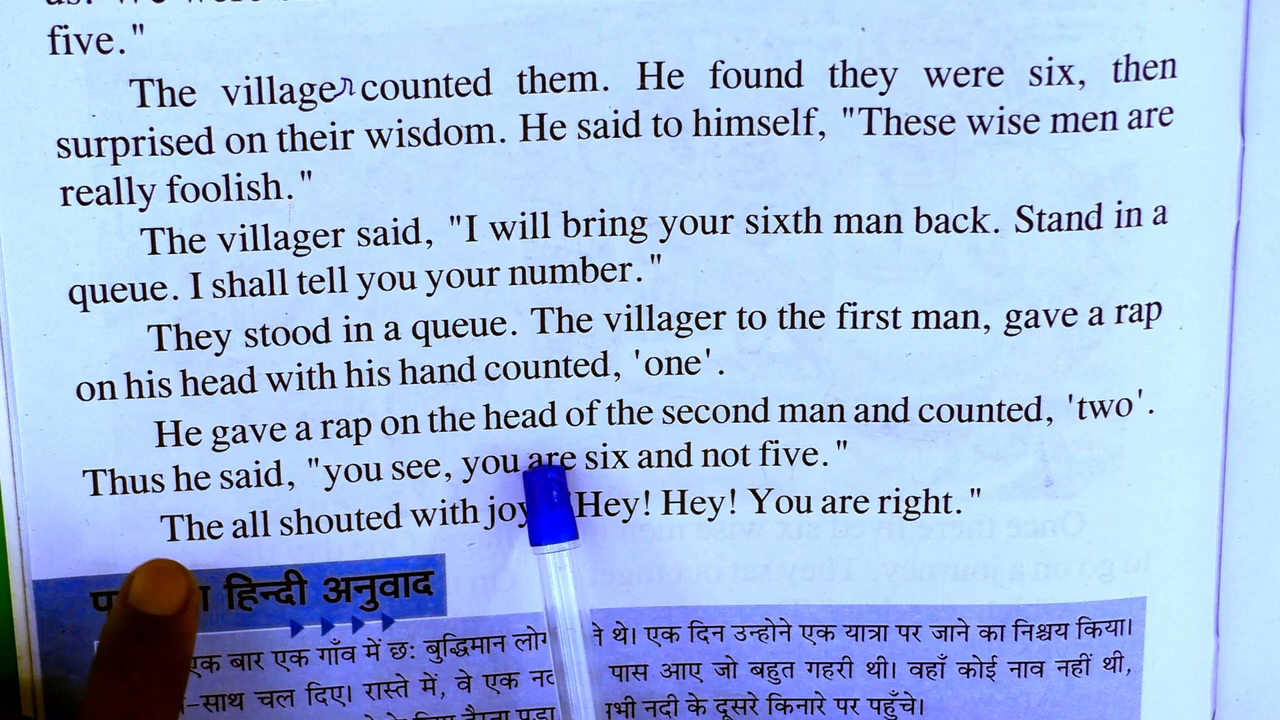 five."
The villager counted them. He found they were six, then
surprised on their wisdom. He said to himself, "These wise men are
really foolish."
The villager said, "I will bring your sixth man back. Stand in a
queue. I shall tell you your number."
They stood in a queue. The villager to the first man, gave a rap
on his head with his hand counted, 'one'.
He gave a rap on the head of the second man and counted, 'two'.
Thus he said, "you see, you are six and not five."
The all shouted with joy "Hey! Hey! You are right."
हिन्दी अनुवाद
एक बार एक गाँव में छः बुद्धिमान थे। एक दिन उन्होने एक यात्रा पर जाने का निश्चय किया।
–साथ चल दिए। रास्ते में, वे एक पास आए जो बहुत गहरी थी। वहाँ कोई नाव नहीं थी,
नदी के दूसरे किनारे पर पहुँचे।